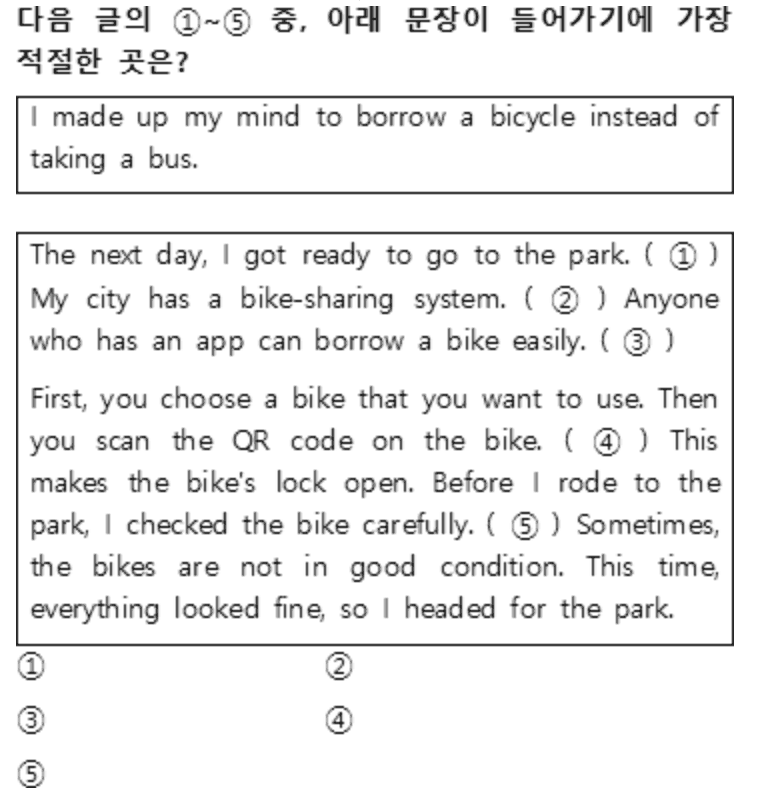 다음 글의 ①~⑤ 중, 아래 문장이 들어가기에 가장
적절한 곳은?
I made up my mind to borrow a bicycle instead of
taking a bus.
The next day, I got ready to go to the park. ( ① )
My city has a bike-sharing system. ( ② ) Anyone
who has an app can borrow a bike easily. ( ③ )
First, you choose a bike that you want to use. Then
you scan the QR code on the bike. ( ④ ) This
makes the bike's lock open. Before I rode to the
park, I checked the bike carefully. ( ⑤ ) Sometimes,
the bikes are not in good condition. This time,
everything looked fine, so I headed for the park.
① ②
③ ④
⑤